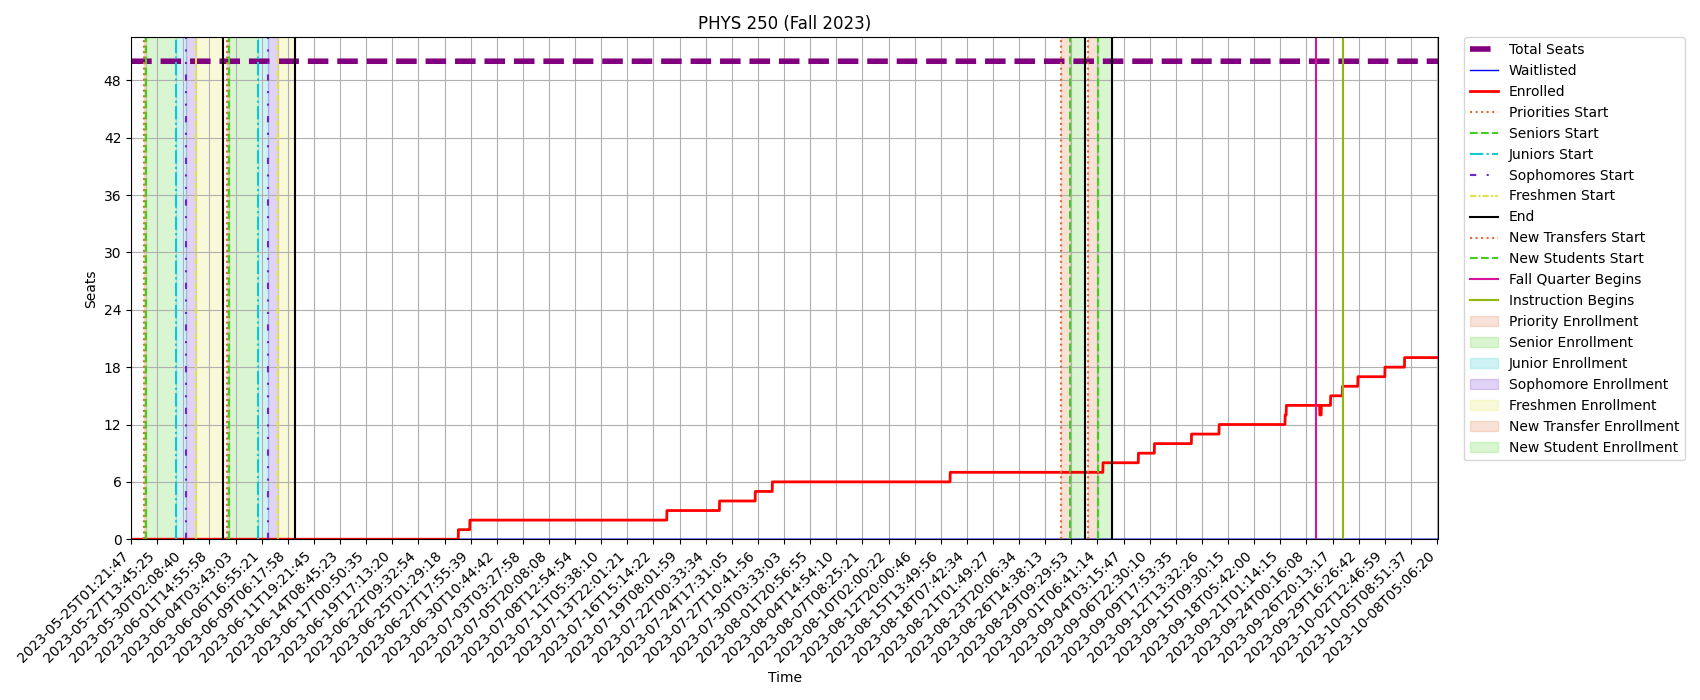 PHYS 250 (Fall 2023)
Seats
48
42
36
30
24
18
12
6
0
2023-05-25T01:21:47
2023-05-27T13:45:25
2023-05-30T02:08:40
2023-06-01T14:55:58
2023-06-04T03:43:03
2023-06-06T16:55:21
2023-06-09T06:17:58
2023-06-11T19:21:45
2023-06-14T08:45:23
2023-06-17T00:50:35
2023-06-19T17:13:20
2023-06-22T09:32:54
2023-06-25T01:29:18
2023-06-27T17:55:39
2023-06-30T10:44:42
2023-07-03T03:27:58
2023-07-05T20:08:08
2023-07-08T12:54:54
2023-07-11T05:38:10
2023-07-13T22:01:21
2023-07-16T15:14:22
2023-07-19T08:01:59
2023-07-22T00:33:34
2023-07-24T17:31:05
2023-07-27T10:41:56
2023-07-30T03:33:03
2023-08-01T20:56:55
2023-08-04T14:54:10
2023-08-07T08:25:21
2023-08-10T02:00:22
2023-08-12T20:00:46
2023-08-15T13:49:56
2023-08-18T07:42:34
2023-08-21T01:49:27
2023-08-23T20:06:34
2023-08-26T14:38:13
2023-08-29T09:29:53
2023-09-01T06:41:14
2023-09-04T03:15:47
2023-09-06T22:30:10
2023-09-09T17:53:35
2023-09-12T13:32:26
2023-09-15T09:30:15
2023-09-18T05:42:00
2023-09-21T01:14:15
2023-09-24T00:16:08
2023-09-26T20:13:17
2023-09-29T16:26:42
2023-10-02T12:46:59
2023-10-05T08:51:37
2023-10-08T05:06:20
Time
Total Seats
Waitlisted
Enrolled
Priorities Start
Seniors Start
Juniors Start
Sophomores Start
Freshmen Start
End
New Transfers Start
New Students Start
Fall Quarter Begins
Instruction Begins
Priority Enrollment
Senior Enrollment
Junior Enrollment
Sophomore Enrollment
Freshmen Enrollment
New Transfer Enrollment
New Student Enrollment